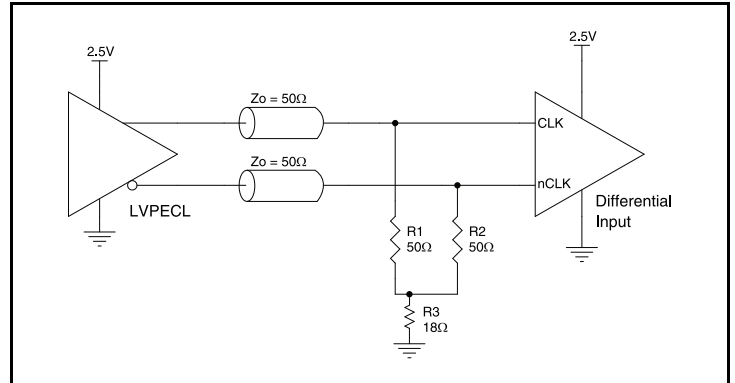 2.5V
2.5V
Zo = 50Ω
CLK
Zo = 50Ω
nCLK
LVPECL
Differential
Input
R1
50Ω
R2
50Ω
R3
18Ω